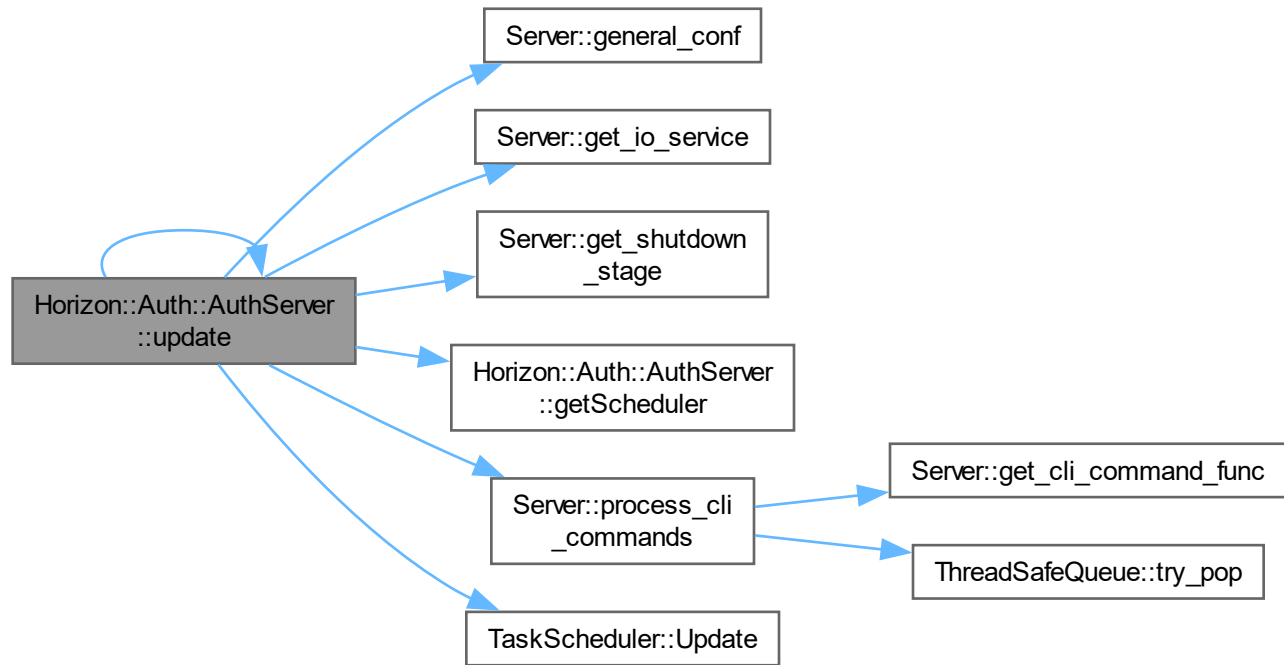 Server::general_conf
Server::get_io_service
Server::get_shutdown
_stage
Horizon::Auth::AuthServer
::update
Horizon::Auth::AuthServer
::getScheduler
Server::process_cli
_commands
Server::get_cli_command_func
ThreadSafeQueue::try_pop
TaskScheduler::Update